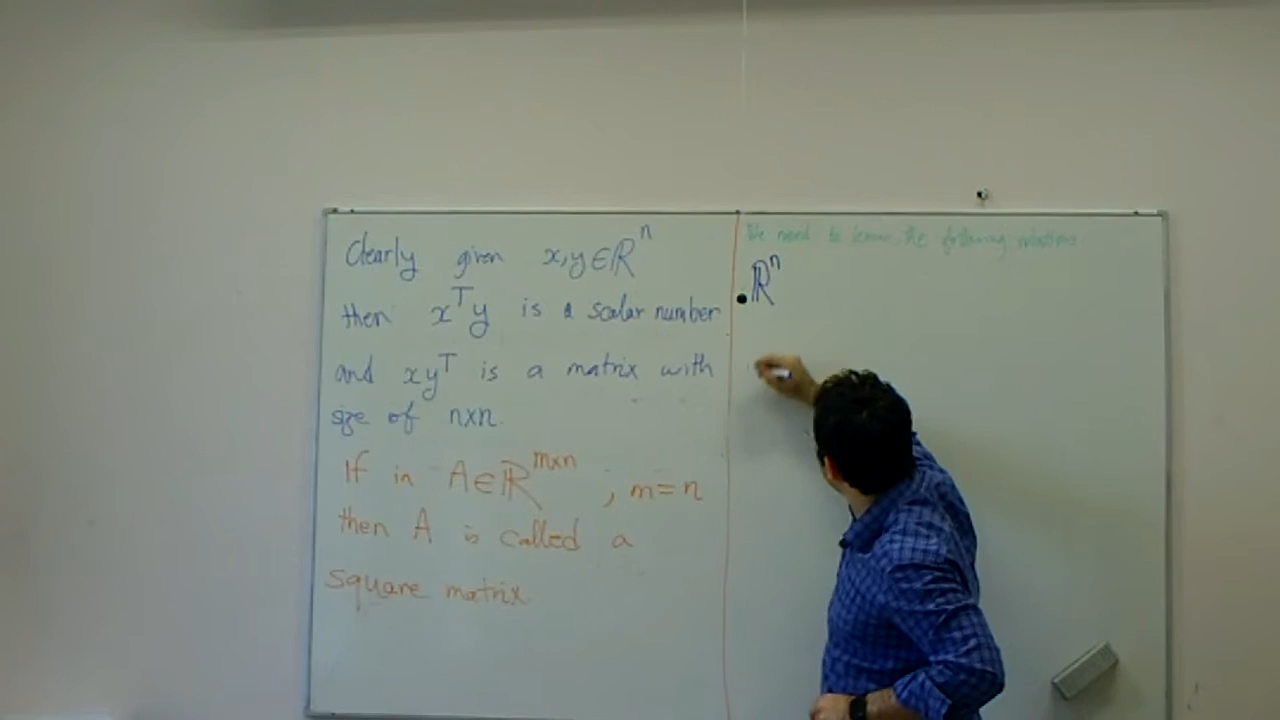 Clearly given x,y∈ℝⁿ
then xᵀy is a scalar number
and xyᵀ is a matrix with
size of n×n.
If in A∈ℝᵐˣⁿ , m=n
then A is called a
square matrix
We need to know the following notations
• ℝⁿ